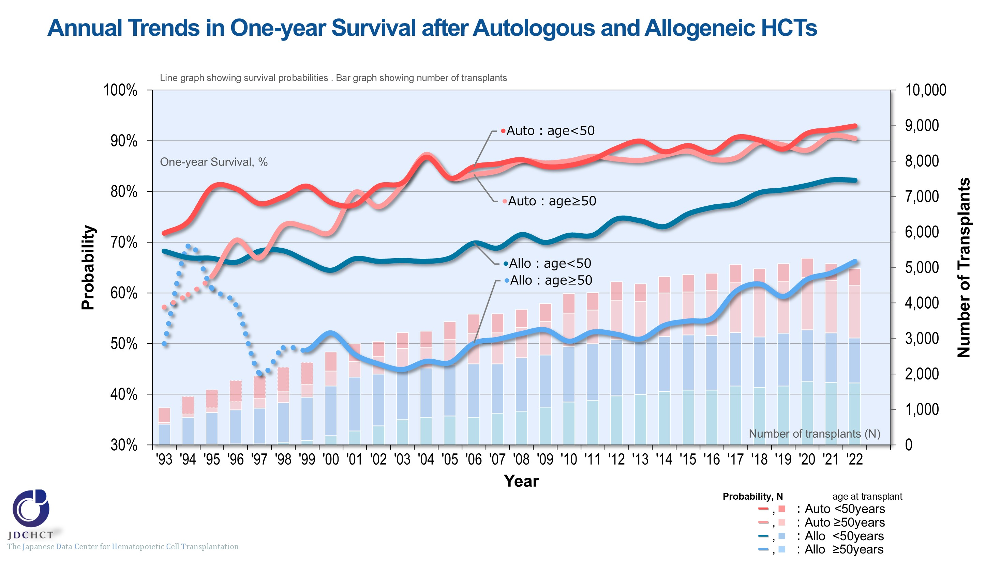 Annual Trends in One-year Survival after Autologous and Allogeneic HCTs
Line graph showing survival probabilities . Bar graph showing number of transplants
100%
90%
80%
70%
60%
50%
40%
30%
Probability
One-year Survival, %
Auto : age<50
Auto : age≥50
Allo : age<50
Allo : age≥50
10,000
9,000
8,000
7,000
6,000
5,000
4,000
3,000
2,000
1,000
0
Number of Transplants
Number of transplants (N)
'93 '94 '95 '96 '97 '98 '99 '00 '01 '02 '03 '04 '05 '06 '07 '08 '09 '10 '11 '12 '13 '14 '15 '16 '17 '18 '19 '20 '21 '22
Year
Probability, N age at transplant
, : Auto <50years
, : Auto ≥50years
, : Allo <50years
, : Allo ≥50years
JDCHCT
The Japanese Data Center for Hematopoietic Cell Transplantation